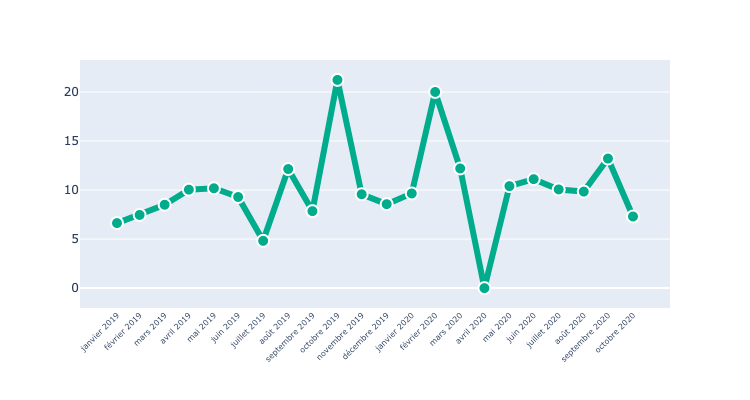 20
15
10
5
0
janvier 2019
février 2019
mars 2019
avril 2019
mai 2019
juin 2019
juillet 2019
août 2019
septembre 2019
octobre 2019
novembre 2019
décembre 2019
janvier 2020
février 2020
mars 2020
avril 2020
mai 2020
juin 2020
juillet 2020
août 2020
septembre 2020
octobre 2020